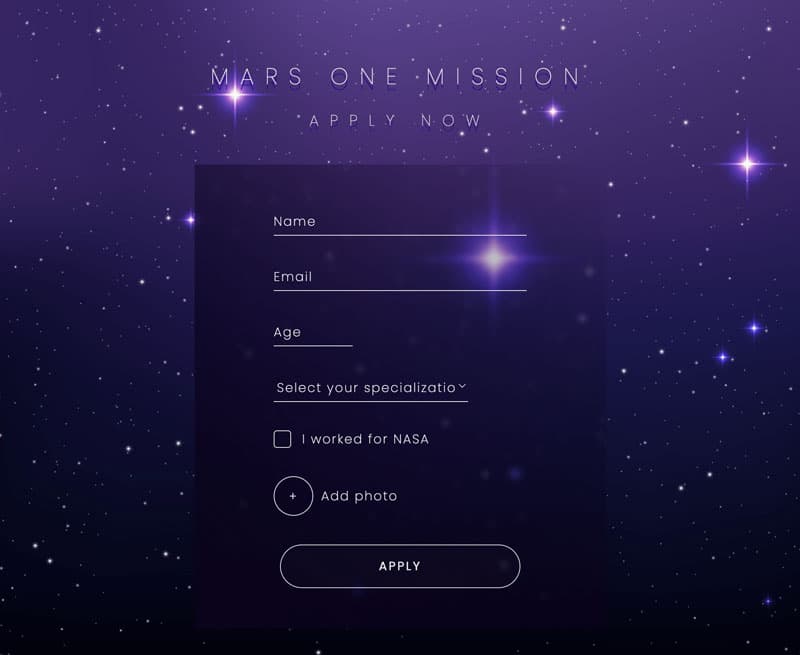 MARS ONE MISSION
APPLY NOW
Name
Email
Age
Select your specializatio
I worked for NASA
+ Add photo
APPLY